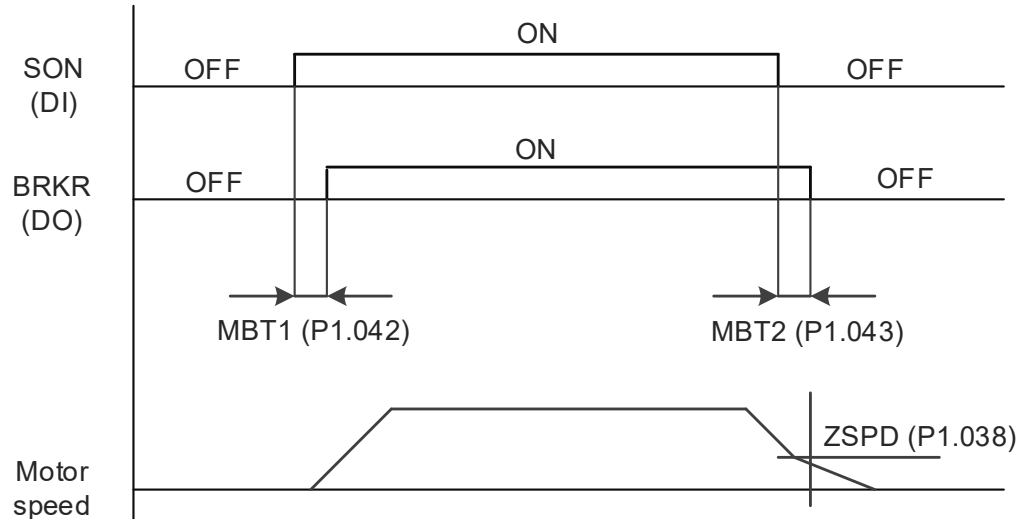 ON
SON
(DI)
OFF
OFF
ON
BRKR
(DO)
OFF
OFF
MBT1 (P1.042)
MBT2 (P1.043)
ZSPD (P1.038)
Motor
speed